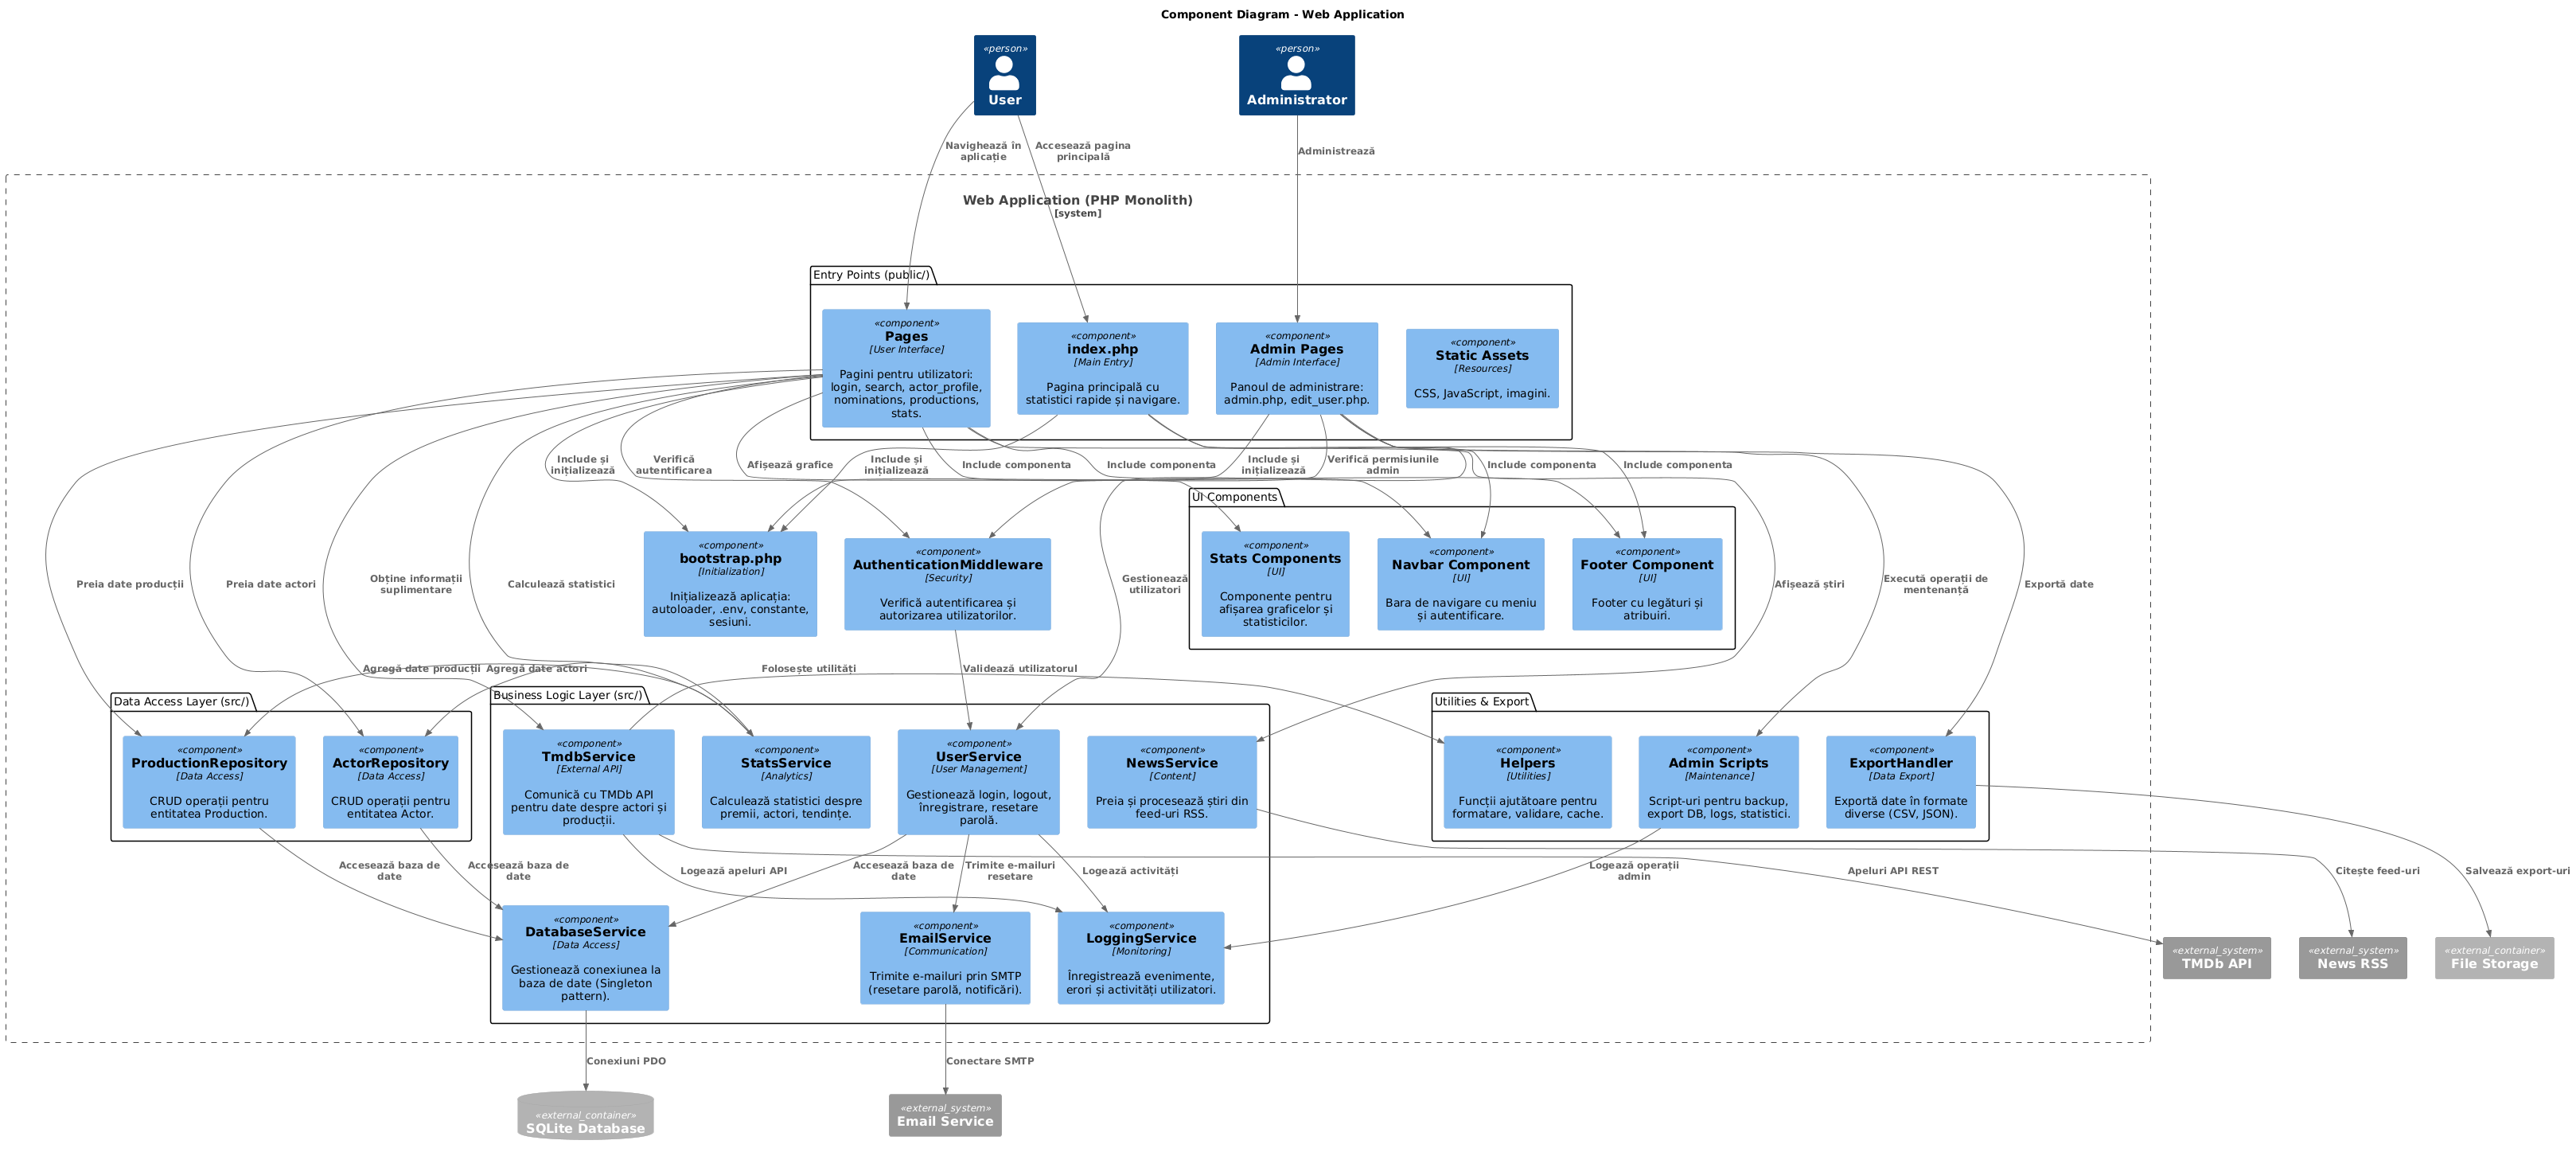 Component Diagram - Web Application
«person»
User
«person»
Administrator
Navighează în
aplicație
Accesează pagina
principală
Administrează
Web Application (PHP Monolith)
[system]
Entry Points (public/)
«component»
Pages
[User Interface]
Pagini pentru utilizatori:
login, search, actor_profile,
nominations, productions,
stats.
«component»
index.php
[Main Entry]
Pagina principală cu
statistici rapide și navigare.
«component»
Admin Pages
[Admin Interface]
Panoul de administrare:
admin.php, edit_user.php.
«component»
Static Assets
[Resources]
CSS, JavaScript, imagini.
Include și
inițializează
Verifică
autentificarea
Afișează grafice
Include și
inițializează
Include componenta
Include componenta
Include și
inițializează
Verifică permisiunile
admin
Include componenta
Include componenta
UI Components
«component»
bootstrap.php
[Initialization]
Inițializează aplicația:
autoloader, .env, constante,
sesiuni.
«component»
AuthenticationMiddleware
[Security]
Verifică autentificarea și
autorizarea utilizatorilor.
«component»
Stats Components
[UI]
Componente pentru
afișarea graficelor și
statisticilor.
«component»
Navbar Component
[UI]
Bara de navigare cu meniu
și autentificare.
«component»
Footer Component
[UI]
Footer cu legături și
atribuiri.
Preia date producții
Preia date actori
Obține informații
suplimentare
Calculează statistici
Gestionează
utilizatori
Afișează știri
Execută operații de
mentenanță
Exportă date
Agregă date producții
Agregă date actori
Folosește utilități
Validează utilizatorul
Data Access Layer (src/)
Business Logic Layer (src/)
Utilities & Export
«component»
ProductionRepository
[Data Access]
CRUD operații pentru
entitatea Production.
«component»
ActorRepository
[Data Access]
CRUD operații pentru
entitatea Actor.
«component»
TmdbService
[External API]
Comunică cu TMDb API
pentru date despre actori și
producții.
«component»
StatsService
[Analytics]
Calculează statistici despre
premii, actori, tendințe.
«component»
UserService
[User Management]
Gestionează login, logout,
înregistrare, resetare
parolă.
«component»
NewsService
[Content]
Preia și procesează știri din
feed-uri RSS.
«component»
Helpers
[Utilities]
Funcții ajutătoare pentru
formatare, validare, cache.
«component»
Admin Scripts
[Maintenance]
Script-uri pentru backup,
export DB, logs, statistici.
«component»
ExportHandler
[Data Export]
Exportă date în formate
diverse (CSV, JSON).
Accesează baza de
date
Accesează baza de
date
Logează apeluri API
Accesează baza de
date
Trimite e-mailuri
resetare
Logează activități
Logează operații
admin
Apeluri API REST
Citește feed-uri
Salvează export-uri
«component»
DatabaseService
[Data Access]
Gestionează conexiunea la
baza de date (Singleton
pattern).
«component»
EmailService
[Communication]
Trimite e-mailuri prin SMTP
(resetare parolă, notificări).
«component»
LoggingService
[Monitoring]
Înregistrează evenimente,
erori și activități utilizatori.
«external_system»
TMDb API
«external_system»
News RSS
«external_container»
File Storage
Conexiuni PDO
Conectare SMTP
«external_container»
SQLite Database
«external_system»
Email Service